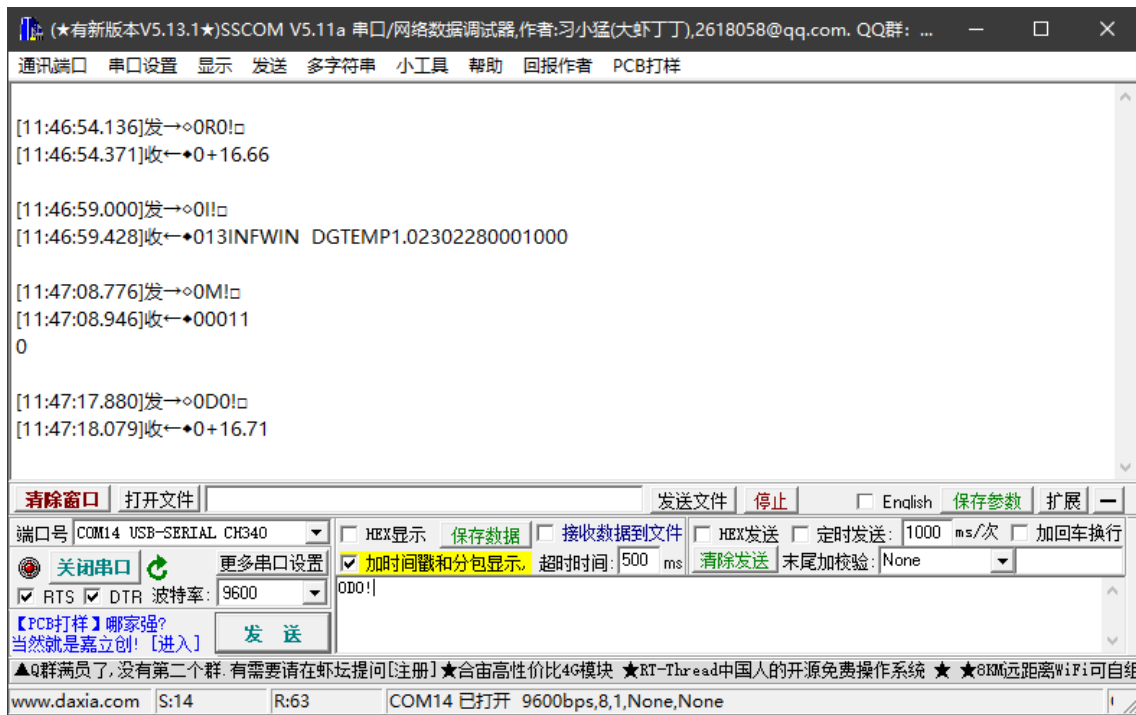 (★有新版本V5.13.1★)SSCOM V5.11a 串口/网络数据调试器,作者:习小猛(大虾丁丁),2618058@qq.com. QQ群: ...
通讯端口 串口设置 显示 发送 多字符串 小工具 帮助 回报作者 PCB打样
[11:46:54.136]发→◇0R0!□
[11:46:54.371]收←◆0+16.66
[11:46:59.000]发→◇0I!□
[11:46:59.428]收←◆013INFWIN  DGTEMP1.02302280001000
[11:47:08.776]发→◇0M!□
[11:47:08.946]收←◆00011
0
[11:47:17.880]发→◇0D0!□
[11:47:18.079]收←◆0+16.71
清除窗口 打开文件 发送文件 停止 English 保存参数 扩展 —
端口号 COM14 USB-SERIAL CH340 HEX显示 保存数据 接收数据到文件 HEX发送 定时发送: 1000 ms/次 加回车换行
关闭串口 更多串口设置 加时间戳和分包显示, 超时时间: 500 ms 清除发送 末尾加校验: None
RTS DTR 波特率: 9600 0D0!
【PCB打样】哪家强?
当然就是嘉立创! [进入] 发 送
▲Q群满员了,没有第二个群.有需要请在虾坛提问[注册]★合宙高性价比4G模块 ★RT-Thread中国人的开源免费操作系统 ★ ★8KM远距离WiFi可自组
www.daxia.com S:14 R:63 COM14 已打开 9600bps,8,1,None,None